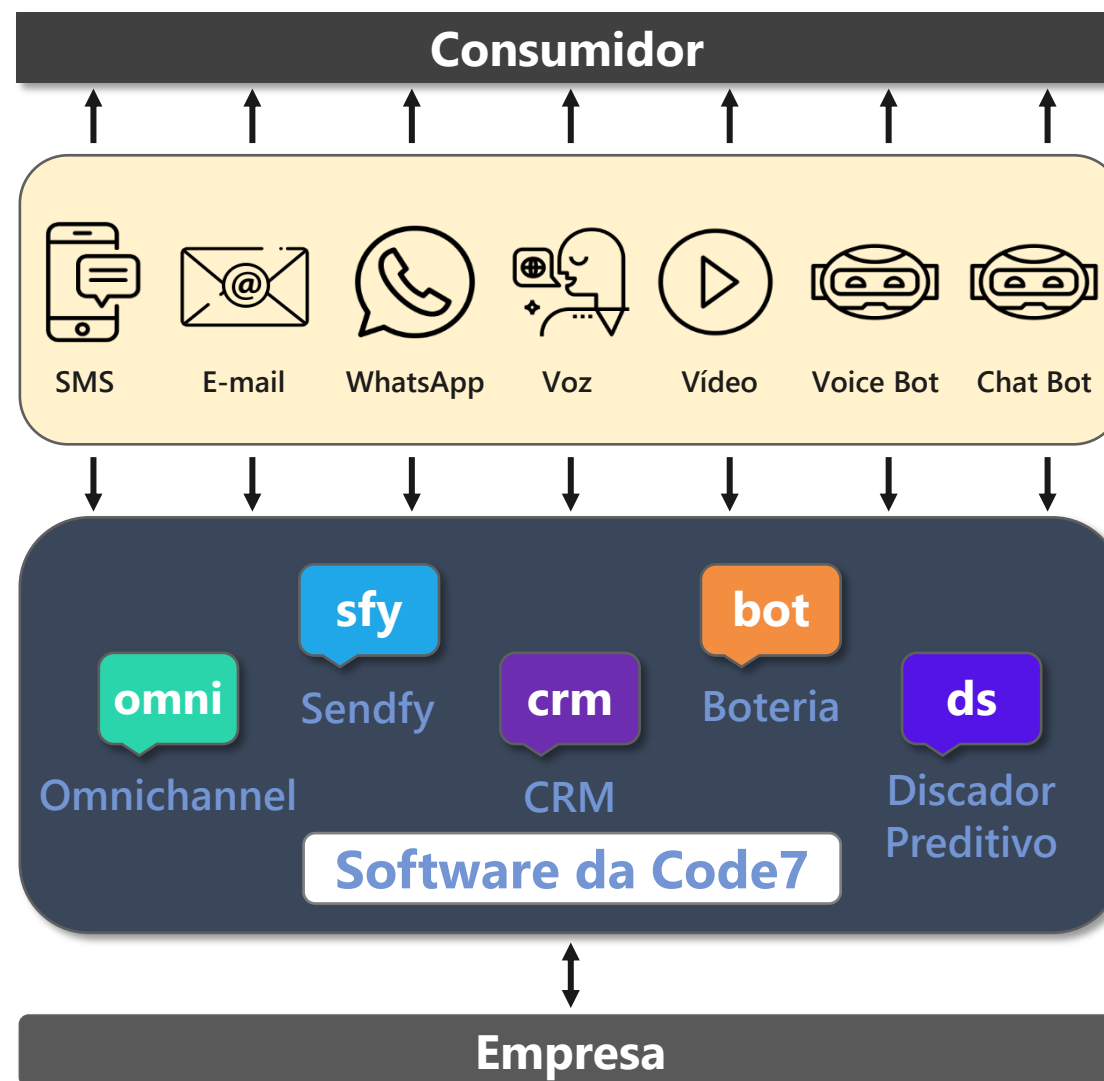 Consumidor
@
SMS
E-mail
WhatsApp
Voz
Vídeo
Voice Bot
Chat Bot
sfy
bot
omni
Sendfy
crm
Boteria
ds
Omnichannel
CRM
Discador
Preditivo
Software da Code7
Empresa